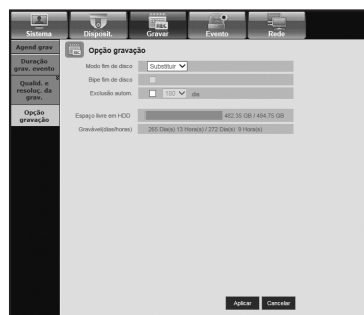 Sistema
Disposit.
Gravar
Evento
Rede
Agend grav
Duração
grav. evento
Qualid. e
resoluç. da
grav.
Opção
gravação
Opção gravação
Modo fim de disco
Substituir
Bipe fim de disco
Exclusão autom.
180
dia
Espaço livre em HDD
482.35 GB / 494.75 GB
Gravável(dias/horas)
265 Dia(s) 13 Hora(s) / 272 Dia(s) 9 Hora(s)
Aplicar
Cancelar